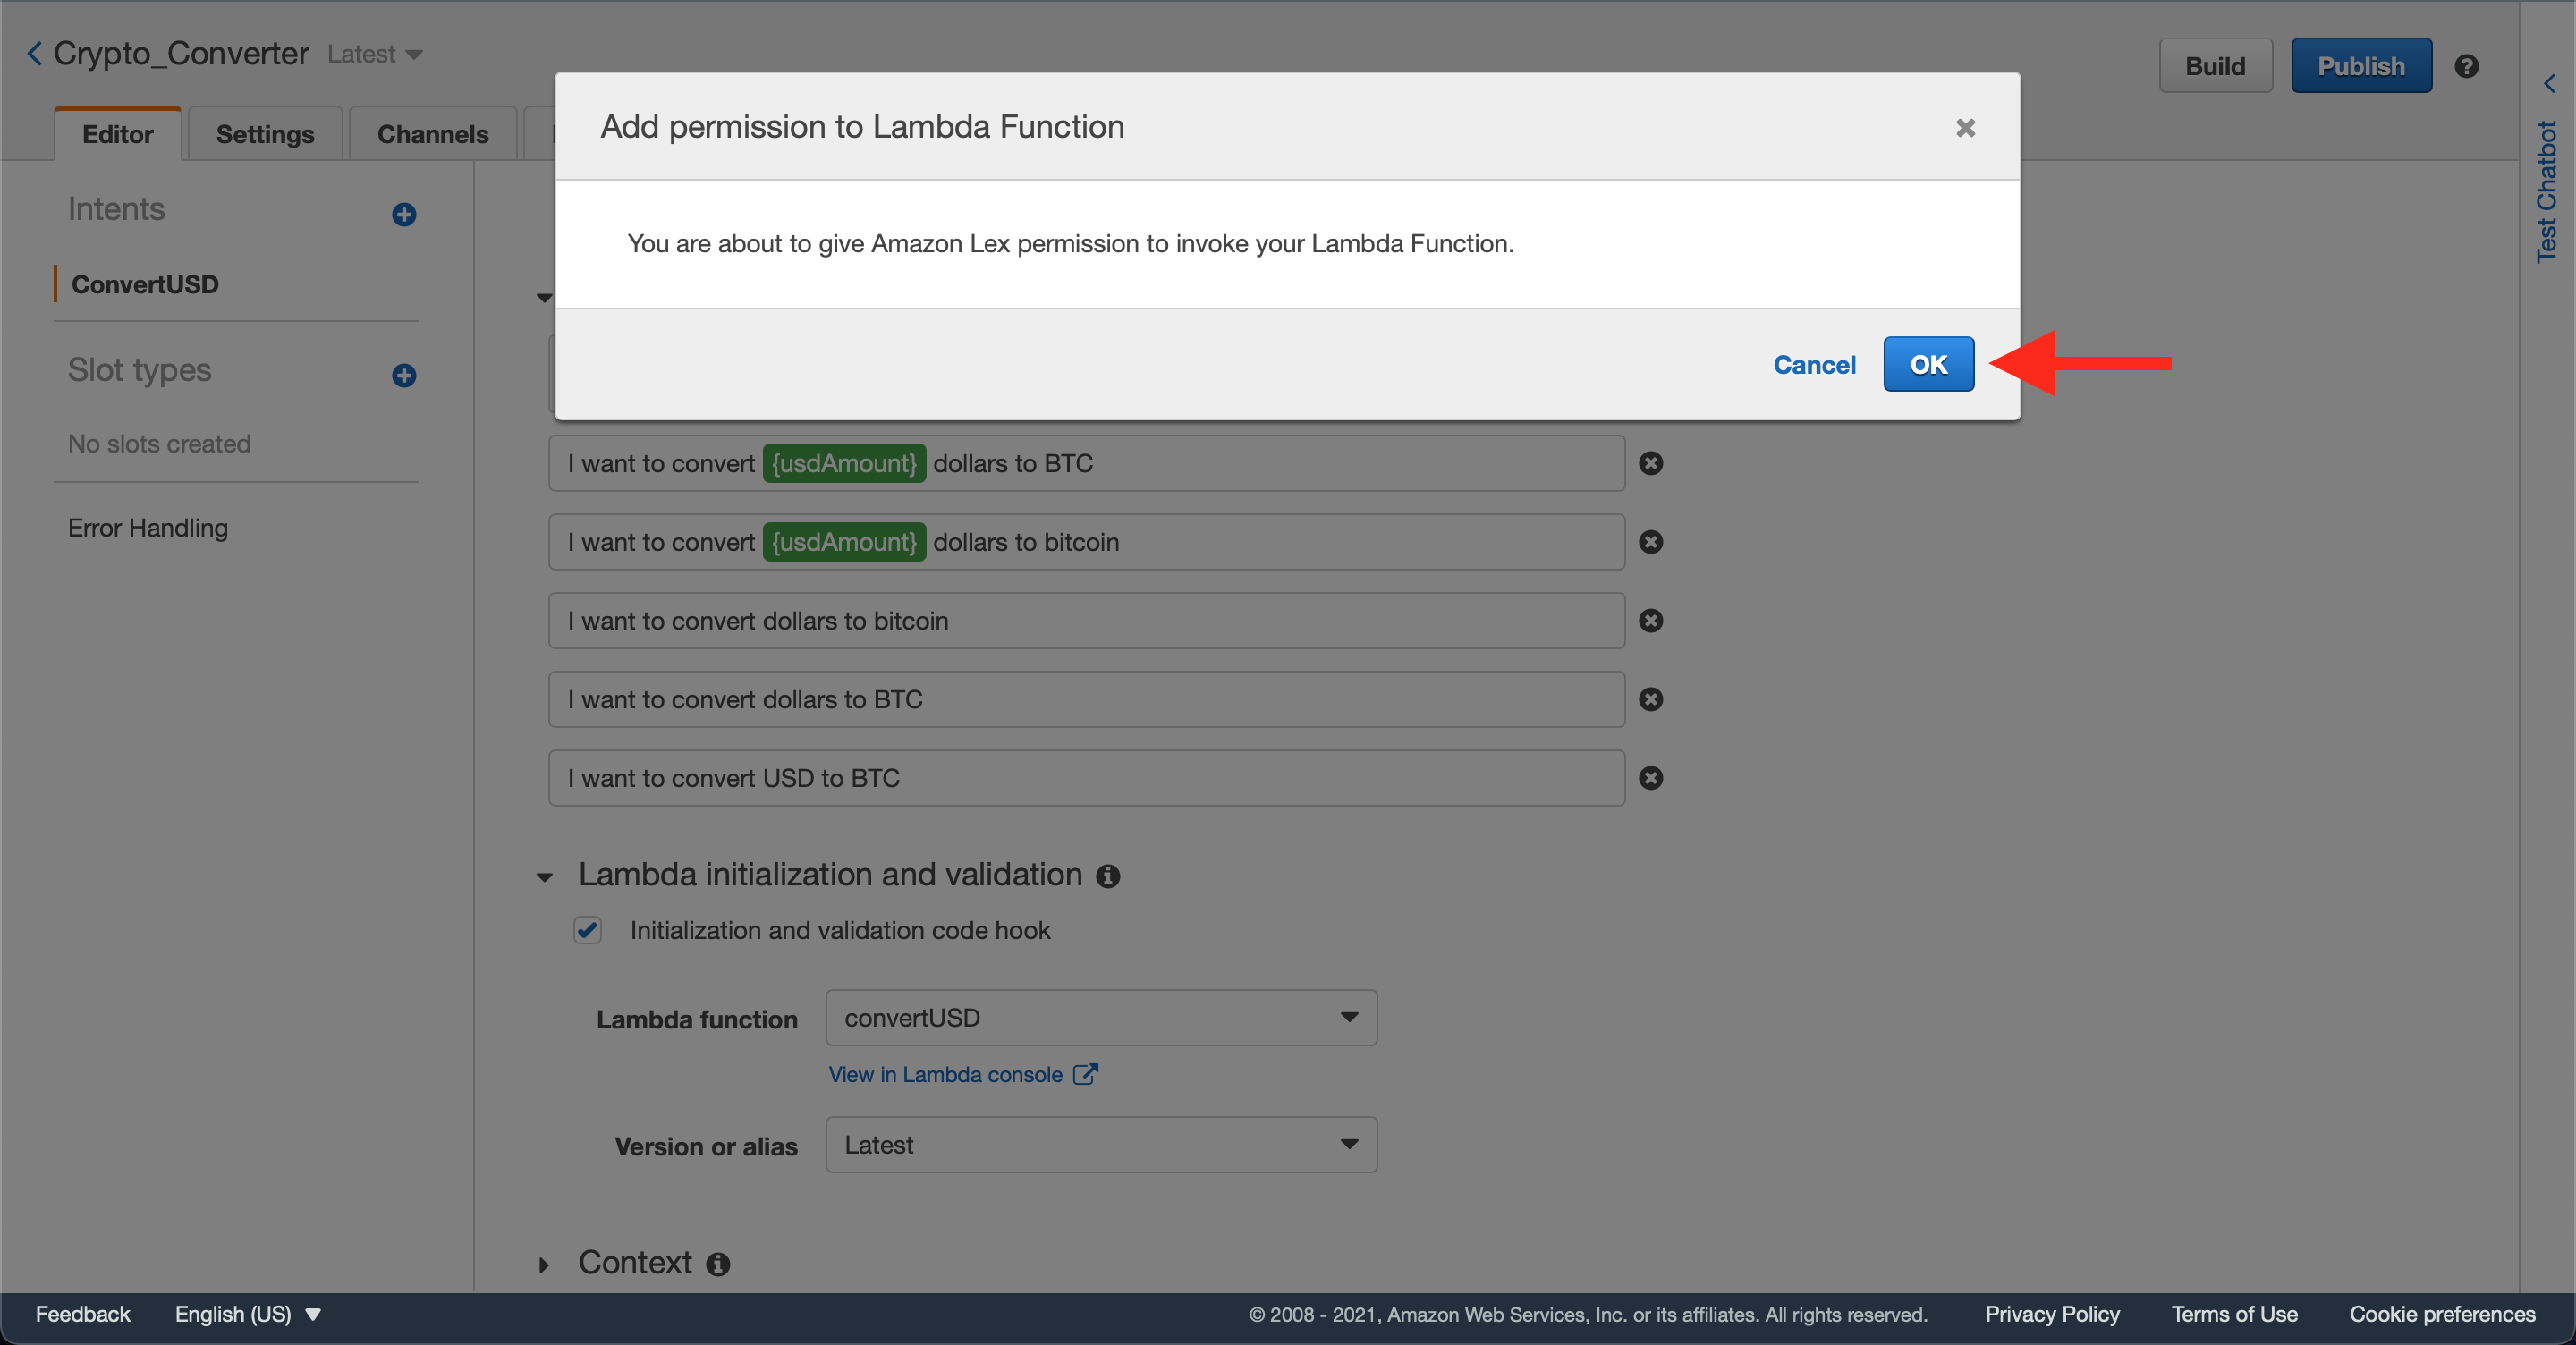 Crypto_Converter Latest
Build
Publish
Editor
Settings
Channels
Test Chatbot
Add permission to Lambda Function
You are about to give Amazon Lex permission to invoke your Lambda Function.
Cancel
OK
Intents
ConvertUSD
Slot types
No slots created
Error Handling
I want to convert {usdAmount} dollars to BTC
I want to convert {usdAmount} dollars to bitcoin
I want to convert dollars to bitcoin
I want to convert dollars to BTC
I want to convert USD to BTC
Lambda initialization and validation
Initialization and validation code hook
Lambda function convertUSD
View in Lambda console
Version or alias Latest
Context
Feedback English (US) © 2008 - 2021, Amazon Web Services, Inc. or its affiliates. All rights reserved. Privacy Policy Terms of Use Cookie preferences